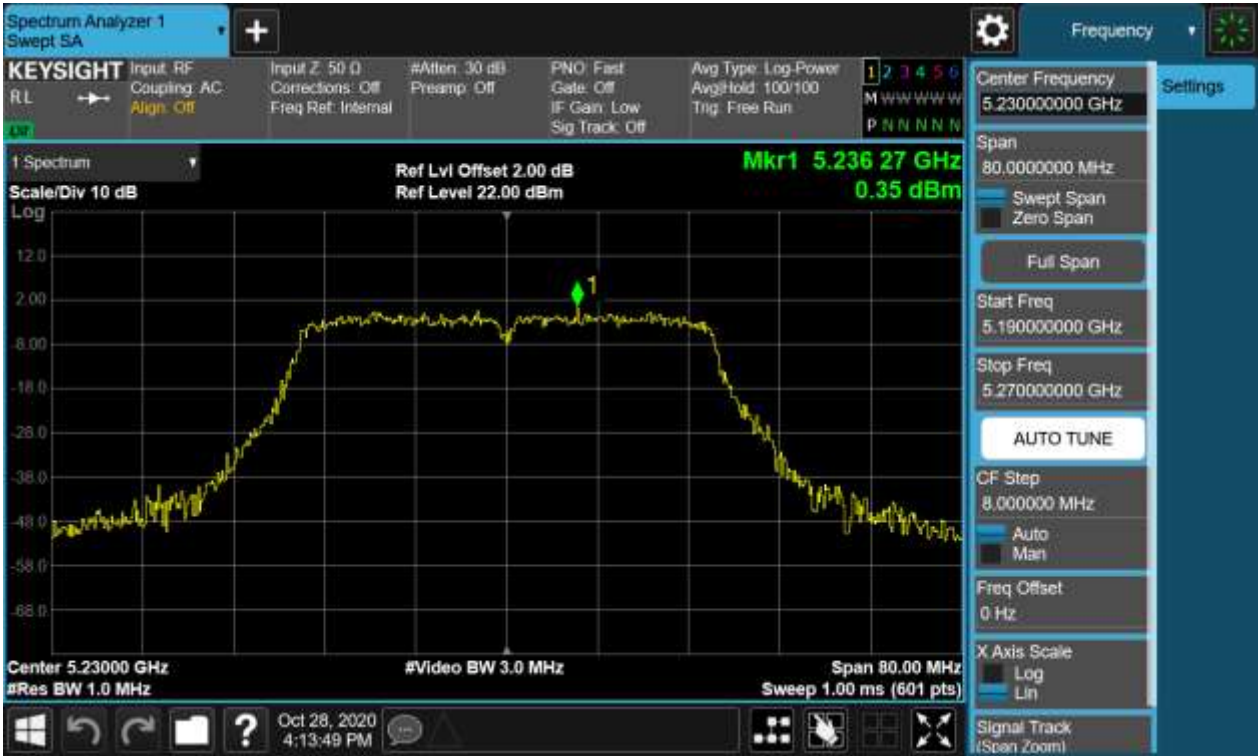 Spectrum Analyzer 1
Swept SA
+
Frequency
KEYSIGHT
RL
Input: RF
Coupling: AC
Align: Off
Input Z: 50 Ω
Corrections: Off
Freq Ref: Internal
#Atten: 30 dB
Preamp: Off
PNO: Fast
Gate: Off
IF Gain: Low
Sig Track: Off
Avg Type: Log-Power
Avg|Hold: 100/100
Trig: Free Run
1 2 3 4 5 6
M W W W W W
P N N N N N
Center Frequency
5.230000000 GHz
Settings
Span
80.0000000 MHz
Swept Span
Zero Span
Full Span
Start Freq
5.190000000 GHz
Stop Freq
5.270000000 GHz
AUTO TUNE
CF Step
8.000000 MHz
Auto
Man
Freq Offset
0 Hz
X Axis Scale
Log
Lin
Signal Track
(Span Zoom)
1 Spectrum
Scale/Div 10 dB
Ref Lvl Offset 2.00 dB
Ref Level 22.00 dBm
Mkr1 5.236 27 GHz
0.35 dBm
Log
1
12.0
2.00
-8.00
-18.0
-28.0
-38.0
-48.0
-58.0
-68.0
Center 5.23000 GHz
#Res BW 1.0 MHz
#Video BW 3.0 MHz
Span 80.00 MHz
Sweep 1.00 ms (601 pts)
?
Oct 28, 2020
4:13:49 PM